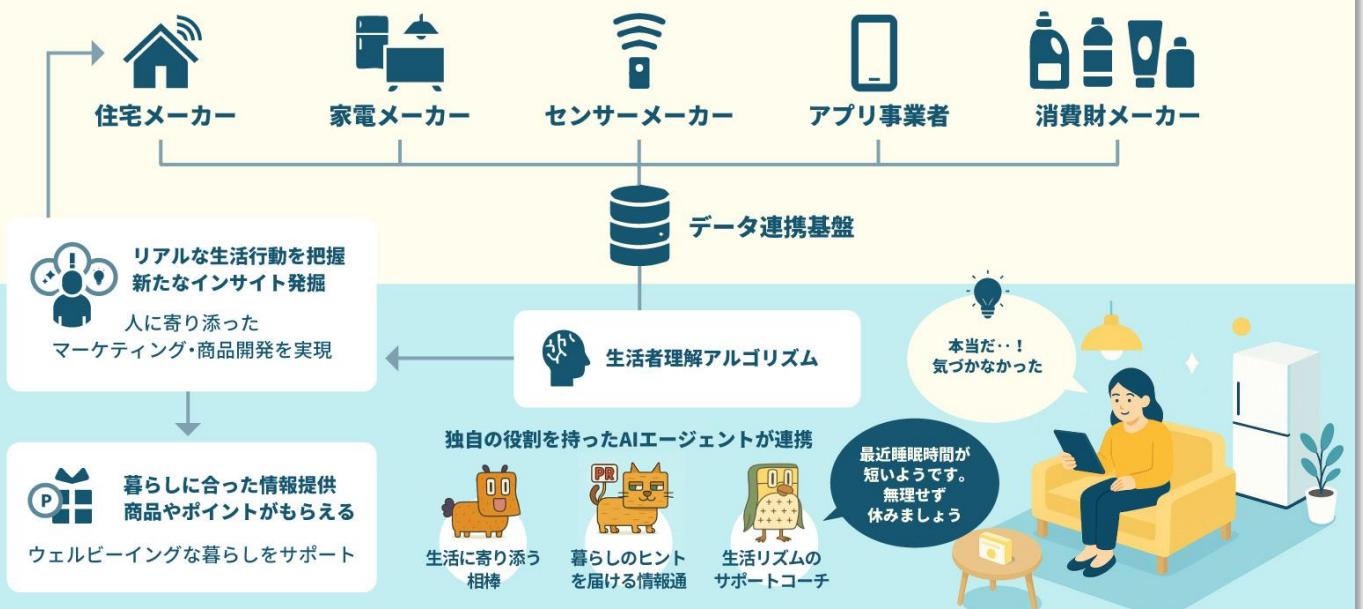 住宅メーカー
家電メーカー
センサーメーカー
アプリ事業者
消費財メーカー
データ連携基盤
リアルな生活行動を把握
新たなインサイト発掘
人に寄り添った
マーケティング・商品開発を実現
生活者理解アルゴリズム
本当だ‥！
気づかなかった
独自の役割を持ったAIエージェントが連携
最近睡眠時間が
短いようです。
無理せず
休みましょう
P
暮らしに合った情報提供
商品やポイントがもらえる
ウェルビーイングな暮らしをサポート
PR
生活に寄り添う
相棒
暮らしのヒント
を届ける情報通
生活リズムの
サポートコーチ